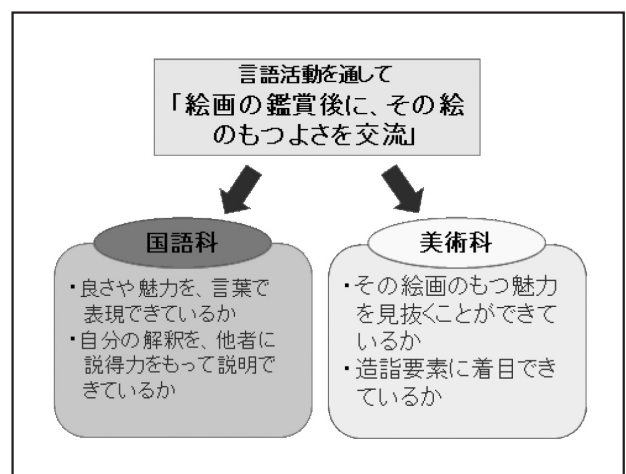 言語活動を通して
「絵画の鑑賞後に、その絵
のもつよさを交流」
国語科
・良さや魅力を、言葉で
表現できているか
・自分の解釈を、他者に
説得力をもって説明で
きているか
美術科
・その絵画のもつ魅力
を見抜くことができて
いるか
・造詣要素に着目でき
ているか